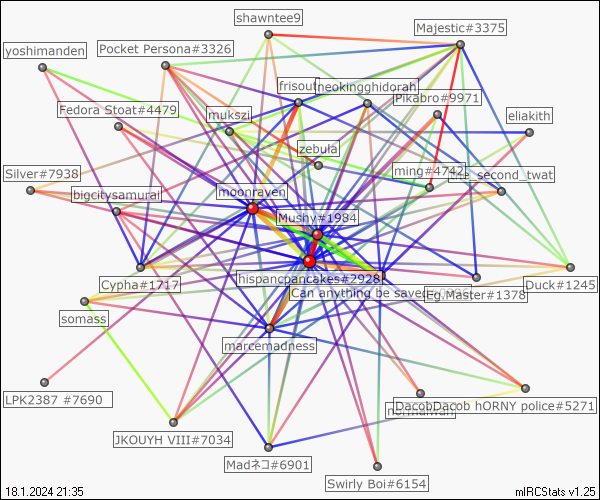 shawntee9
Majestic#3375
yoshimanden
Pocket Persona#3326
frisout
neokingghidorah
Pikabro#9971
Fedora Stoat#4479
mukszi
eliakith
zebula
Silver#7938
ming#4742
the_second_twat
bigcitysamurai
moonraven
Mushy#1984
Cypha#1717
hispancpancakes#2928
Duck#1245
Can anything be saved
Eg.Master#1378
somass
marcemadness
LPK2387 #7690
DacobDacob hORNY police#5271
JKOUYH VIII#7034
Madネコ#6901
Swirly Boi#6154
18.1.2024 21:35
mIRCStats v1.25